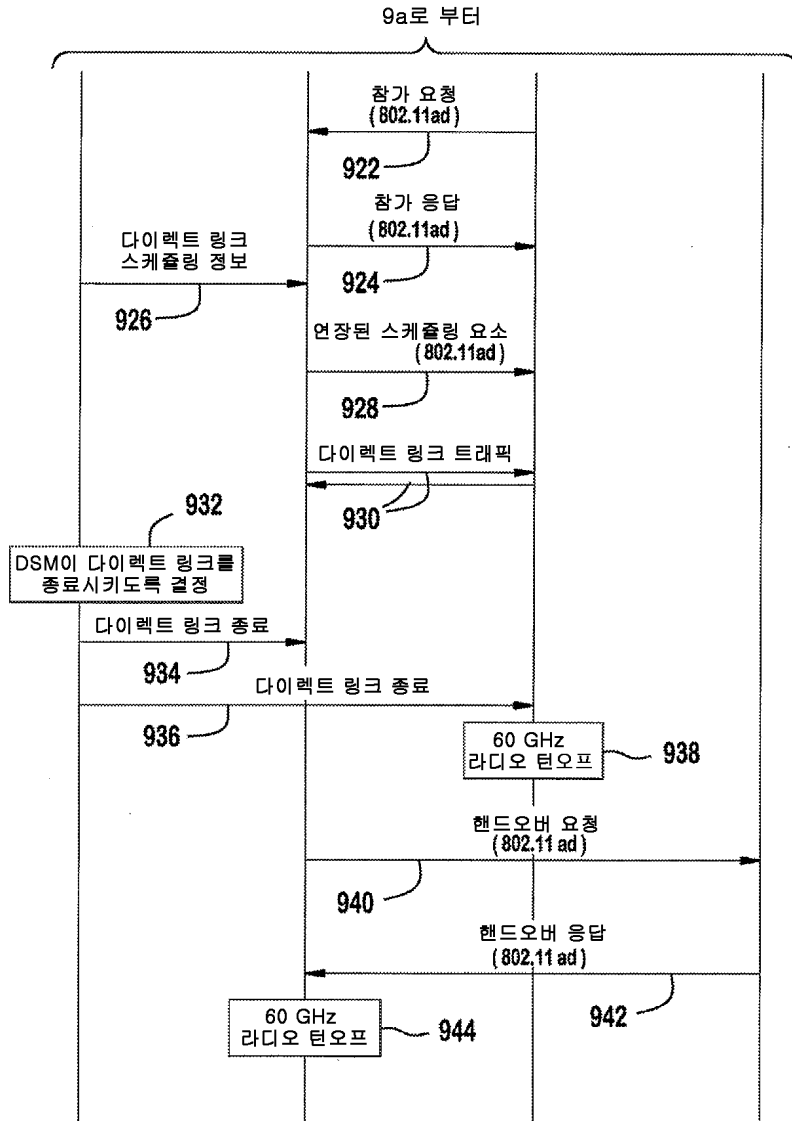 9a로 부터
참가 요청
(802.11ad)
922
참가 응답
(802.11ad)
924
다이렉트 링크
스케쥴링 정보
926
연장된 스케쥴링 요소
(802.11ad)
928
다이렉트 링크 트래픽
930
932
DSM이 다이렉트 링크를
종료시키도록 결정
다이렉트 링크 종료
934
다이렉트 링크 종료
936
60 GHz
라디오 턴오프
938
핸드오버 요청
(802.11 ad)
940
핸드오버 응답
(802.11 ad)
942
60 GHz
라디오 턴오프
944